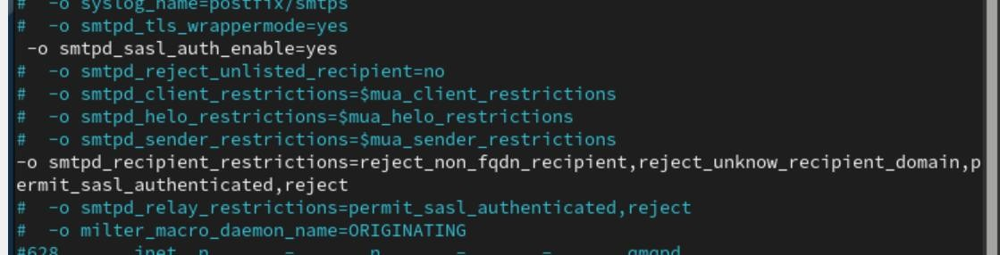 #  -o syslog_name=postfix/smtps
#  -o smtpd_tls_wrappermode=yes
 -o smtpd_sasl_auth_enable=yes
#  -o smtpd_reject_unlisted_recipient=no
#  -o smtpd_client_restrictions=$mua_client_restrictions
#  -o smtpd_helo_restrictions=$mua_helo_restrictions
#  -o smtpd_sender_restrictions=$mua_sender_restrictions
-o smtpd_recipient_restrictions=reject_non_fqdn_recipient,reject_unknow_recipient_domain,p
ermit_sasl_authenticated,reject
#  -o smtpd_relay_restrictions=permit_sasl_authenticated,reject
#  -o milter_macro_daemon_name=ORIGINATING
#628       inet  n       -       n       -       -       qmqpd